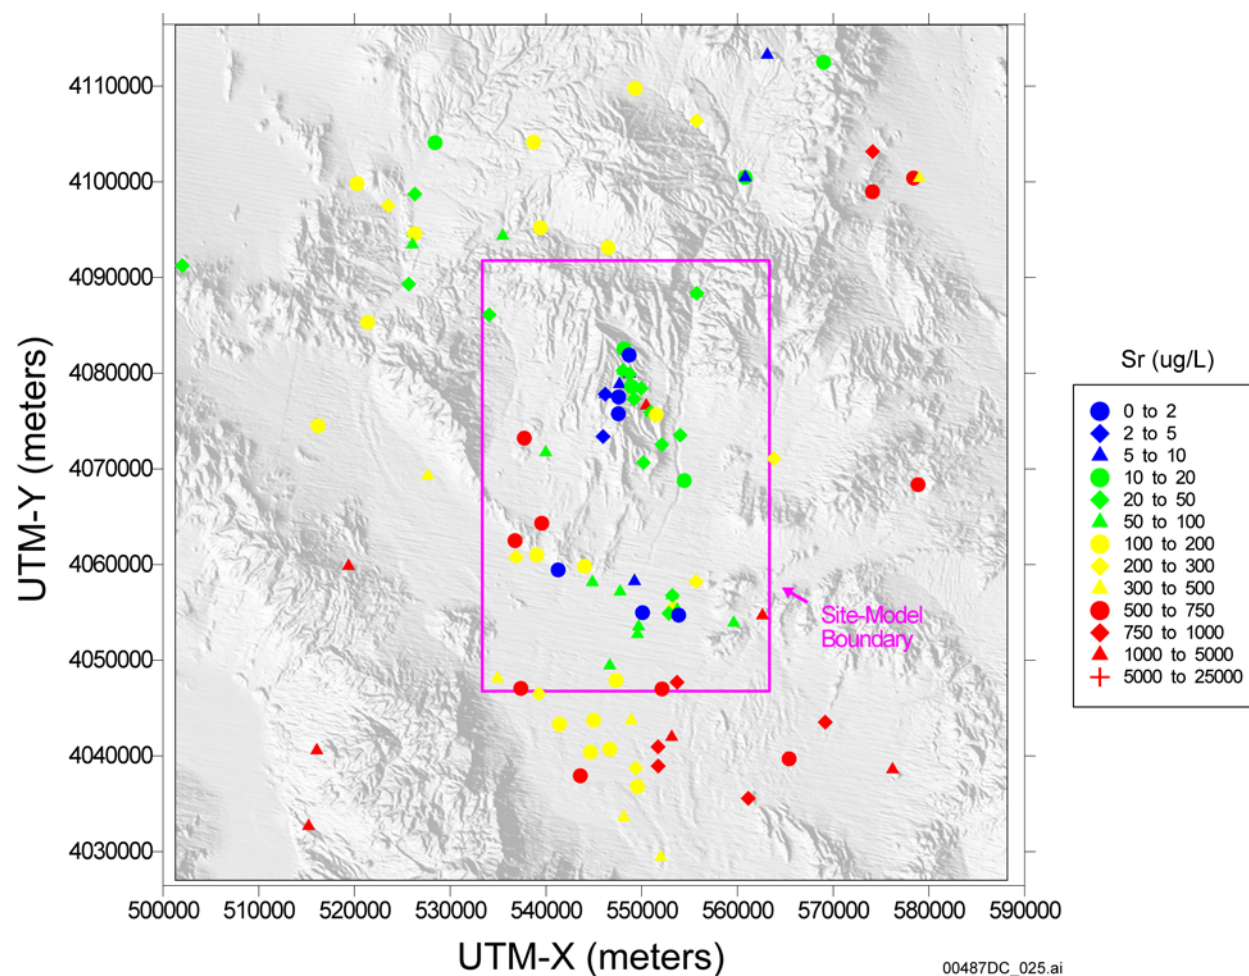 UTM-Y (meters)
4110000
4100000
4090000
4080000
4070000
4060000
4050000
4040000
4030000
Site-Model
Boundary
Sr (ug/L)
0 to 2
2 to 5
5 to 10
10 to 20
20 to 50
50 to 100
100 to 200
200 to 300
300 to 500
500 to 750
750 to 1000
1000 to 5000
5000 to 25000
500000 510000 520000 530000 540000 550000 560000 570000 580000 590000
UTM-X (meters)
00487DC_025.ai